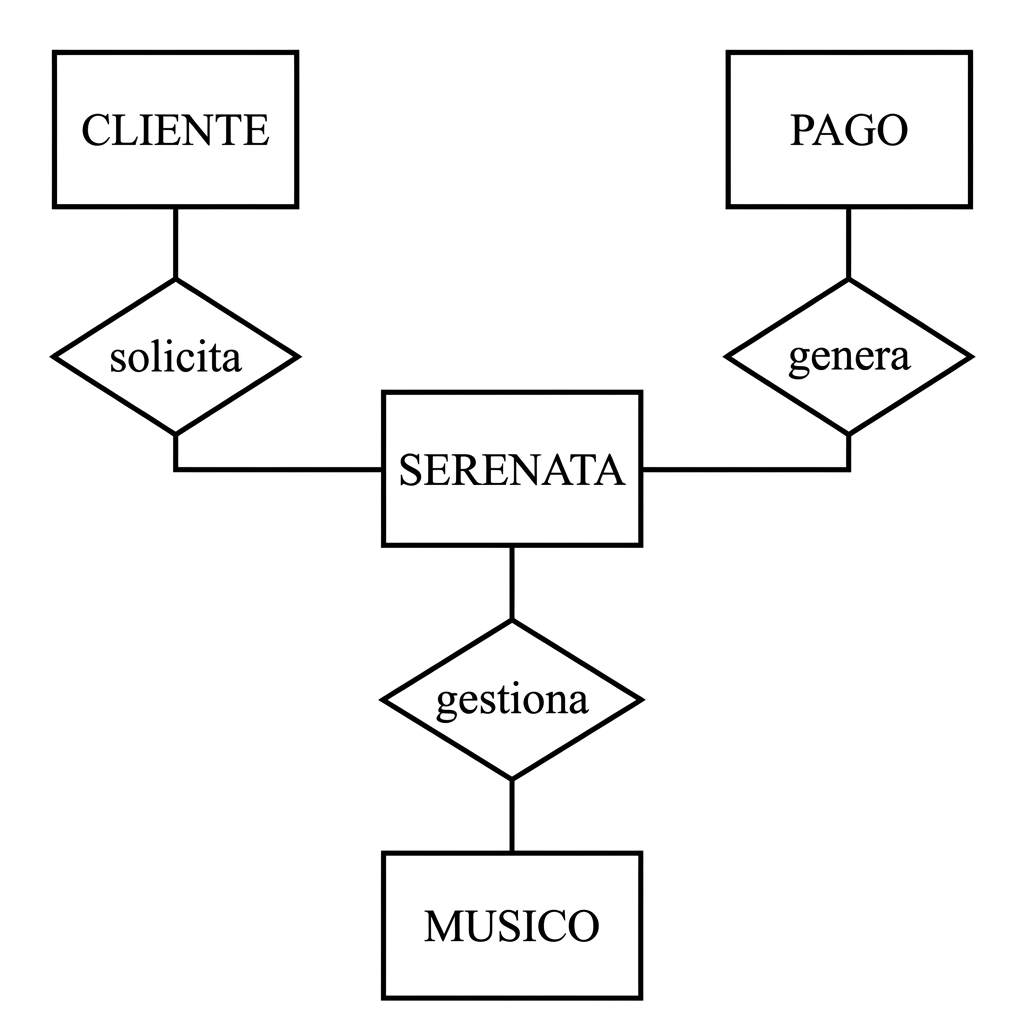 CLIENTE
PAGO
solicita
genera
SERENATA
gestiona
MUSICO